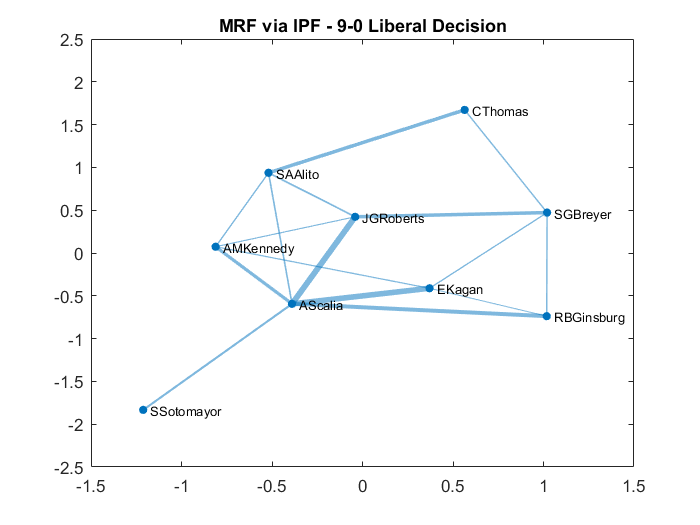 MRF via IPF - 9-0 Liberal Decision
2.5
2
1.5
1
0.5
0
-0.5
-1
-1.5
-2
-2.5
CThomas
SAAlito
JGRoberts
SGBreyer
AMKennedy
EKagan
AScalia
RBGinsburg
SSotomayor
-1.5 -1 -0.5 0 0.5 1 1.5